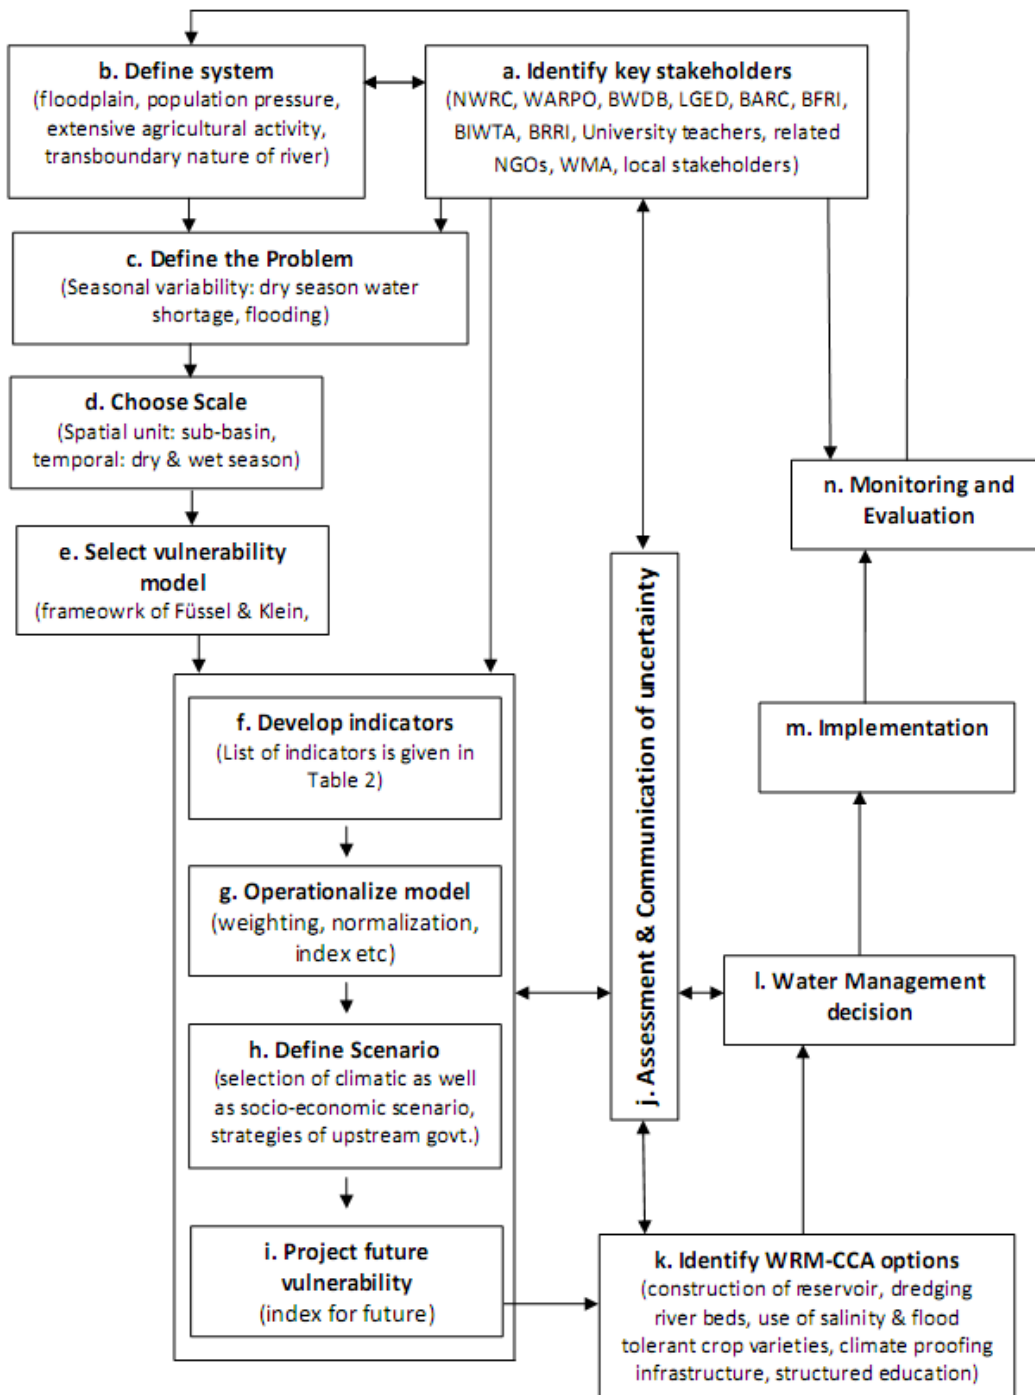 b. Define system
(floodplain, population pressure,
extensive agricultural activity,
transboundary nature of river)
a. Identify key stakeholders
(NWRC, WARPO, BWDB, LGED, BARC, BFRI,
BIWTA, BRRI, University teachers, related
NGOs, WMA, local stakeholders)
c. Define the Problem
(Seasonal variability: dry season water
shortage, flooding)
d. Choose Scale
(Spatial unit: sub-basin,
temporal: dry & wet season)
e. Select vulnerability
model
(frameowrk of Füssel & Klein,
f. Develop indicators
(List of indicators is given in
Table 2)
g. Operationalize model
(weighting, normalization,
index etc)
h. Define Scenario
(selection of climatic as well
as socio-economic scenario,
strategies of upstream govt.)
i. Project future
vulnerability
(index for future)
j. Assessment & Communication of uncertainty
k. Identify WRM-CCA options
(construction of reservoir, dredging
river beds, use of salinity & flood
tolerant crop varieties, climate proofing
infrastructure, structured education)
l. Water Management
decision
m. Implementation
n. Monitoring and
Evaluation